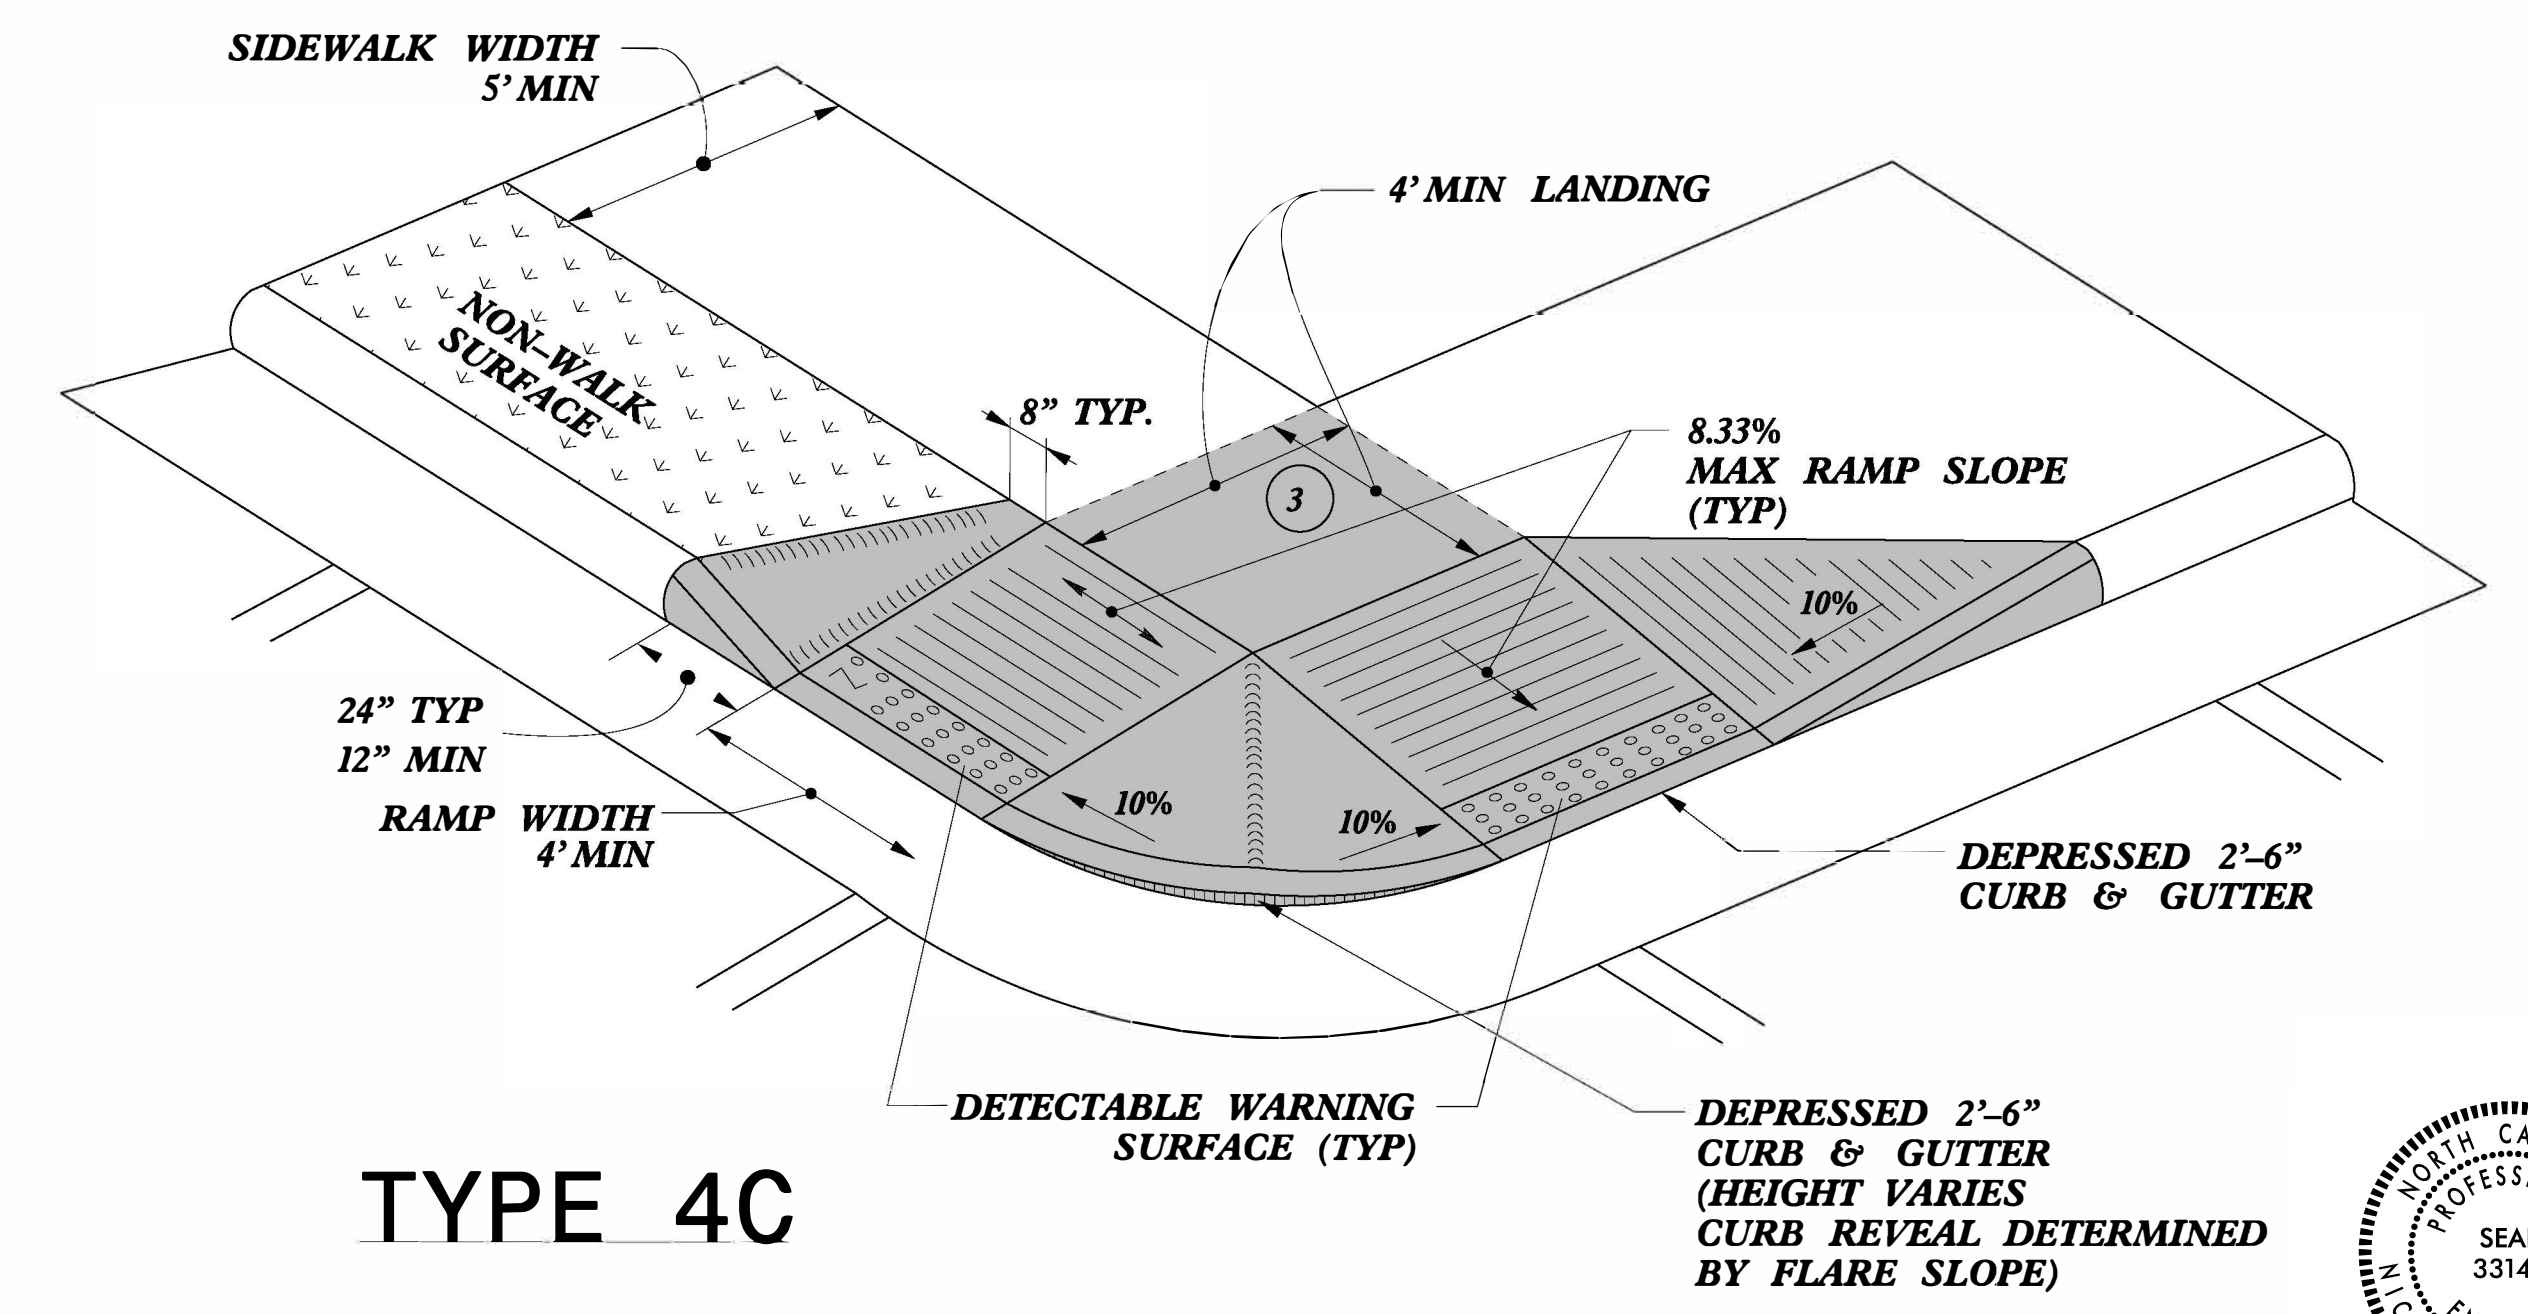 SIDEWALK WIDTH
5' MIN
4' MIN LANDING
NON-WALK
SURFACE
8" TYP.
8.33%
MAX RAMP SLOPE
(TYP)
3
10%
24" TYP
12" MIN
RAMP WIDTH
4' MIN
10%
10%
DEPRESSED 2'-6"
CURB & GUTTER
DETECTABLE WARNING
SURFACE (TYP)
DEPRESSED 2'-6"
CURB & GUTTER
(HEIGHT VARIES
CURB REVEAL DETERMINED
BY FLARE SLOPE)
TYPE 4C
NORTH